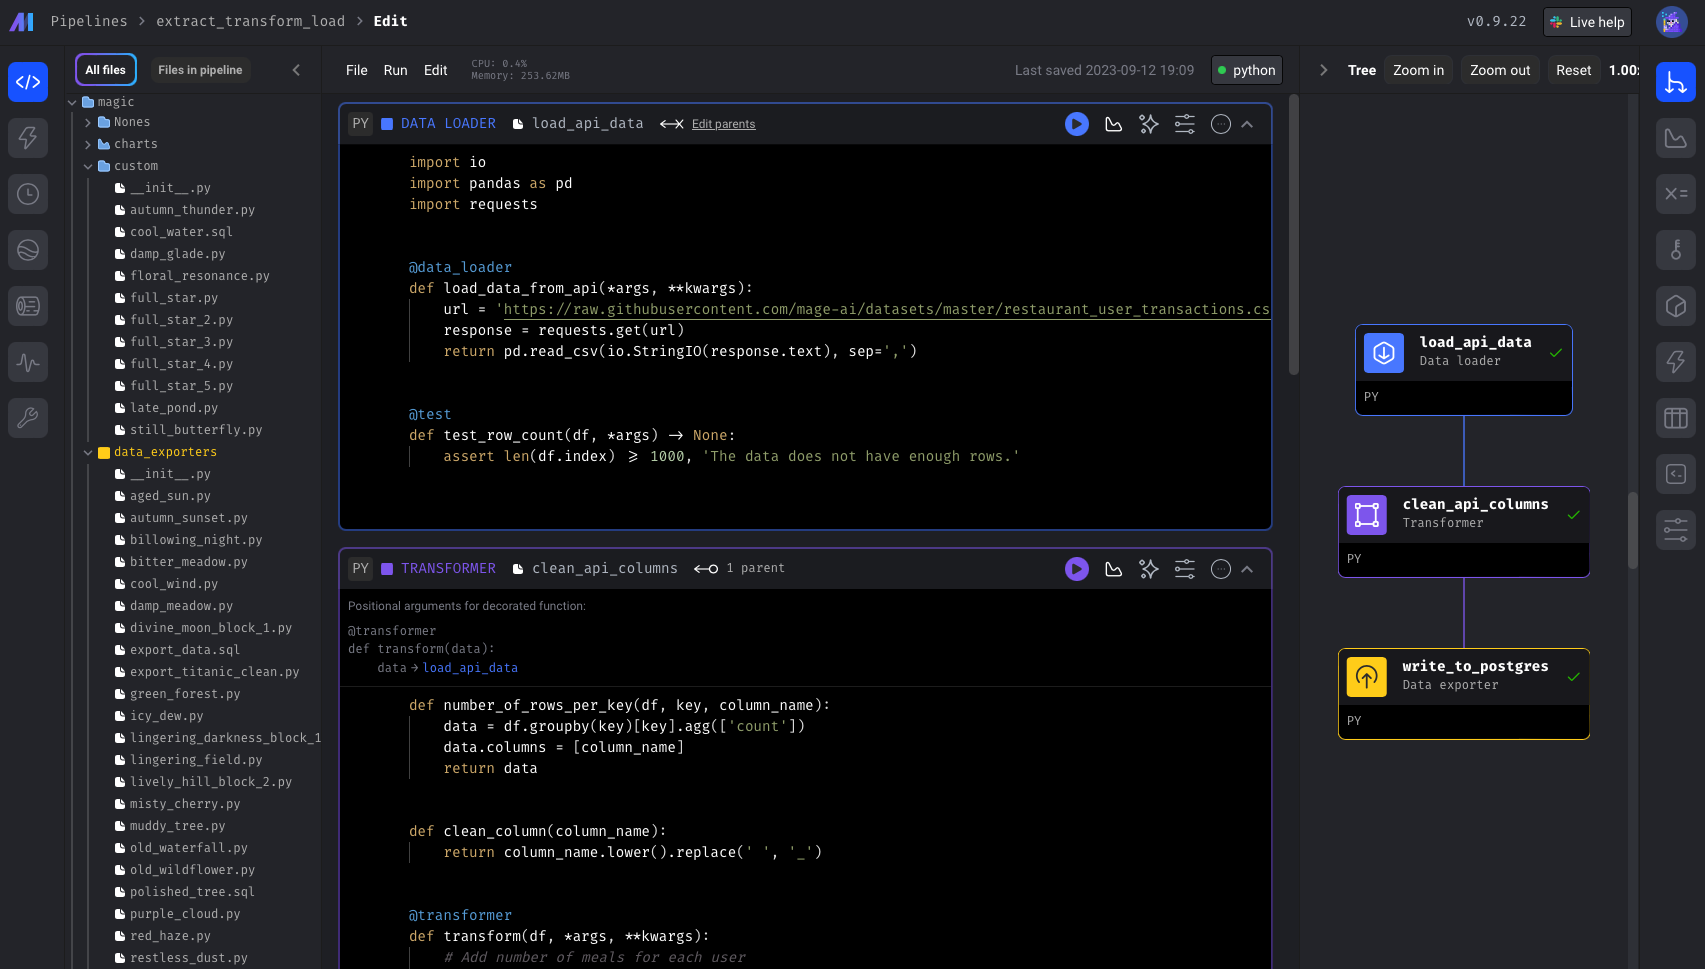 Pipelines > extract_transform_load > Edit
v0.9.22
Live help
All files
Files in pipeline
magic
Nones
charts
custom
__init__.py
autumn_thunder.py
cool_water.sql
damp_glade.py
floral_resonance.py
full_star.py
full_star_2.py
full_star_3.py
full_star_4.py
full_star_5.py
late_pond.py
still_butterfly.py
data_exporters
__init__.py
aged_sun.py
autumn_sunset.py
billowing_night.py
bitter_meadow.py
cool_wind.py
damp_meadow.py
divine_moon_block_1.py
export_data.sql
export_titanic_clean.py
green_forest.py
icy_dew.py
lingering_darkness_block_1
lingering_field.py
lively_hill_block_2.py
misty_cherry.py
muddy_tree.py
old_waterfall.py
old_wildflower.py
polished_tree.sql
purple_cloud.py
red_haze.py
restless_dust.py
File Run Edit
CPU: 0.4%
Memory: 253.62MB
Last saved 2023-09-12 19:09
python
PY DATA LOADER load_api_data Edit parents
import io
import pandas as pd
import requests
@data_loader
def load_data_from_api(*args, **kwargs):
url = 'https://raw.githubusercontent.com/mage-ai/datasets/master/restaurant_user_transactions.cs
response = requests.get(url)
return pd.read_csv(io.StringIO(response.text), sep=',')
@test
def test_row_count(df, *args) -> None:
assert len(df.index) >= 1000, 'The data does not have enough rows.'
PY TRANSFORMER clean_api_columns 1 parent
Positional arguments for decorated function:
@transformer
def transform(data):
data → load_api_data
def number_of_rows_per_key(df, key, column_name):
data = df.groupby(key)[key].agg(['count'])
data.columns = [column_name]
return data
def clean_column(column_name):
return column_name.lower().replace(' ', '_')
@transformer
def transform(df, *args, **kwargs):
# Add number of meals for each user
Tree Zoom in Zoom out Reset 1.00
load_api_data
Data loader
PY
clean_api_columns
Transformer
PY
write_to_postgres
Data exporter
PY